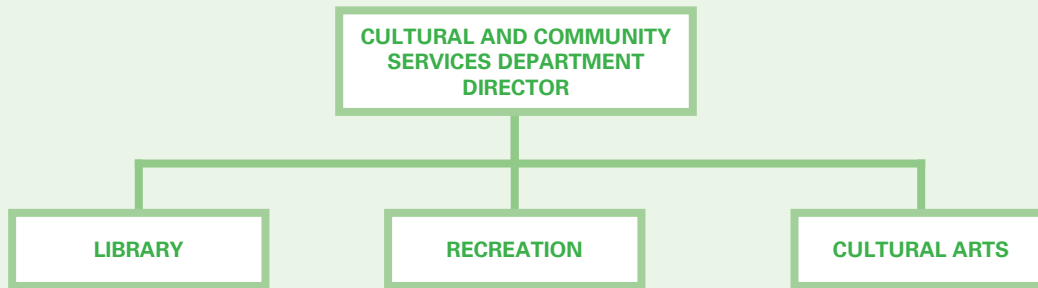 CULTURAL AND COMMUNITY
SERVICES DEPARTMENT
DIRECTOR
LIBRARY
RECREATION
CULTURAL ARTS